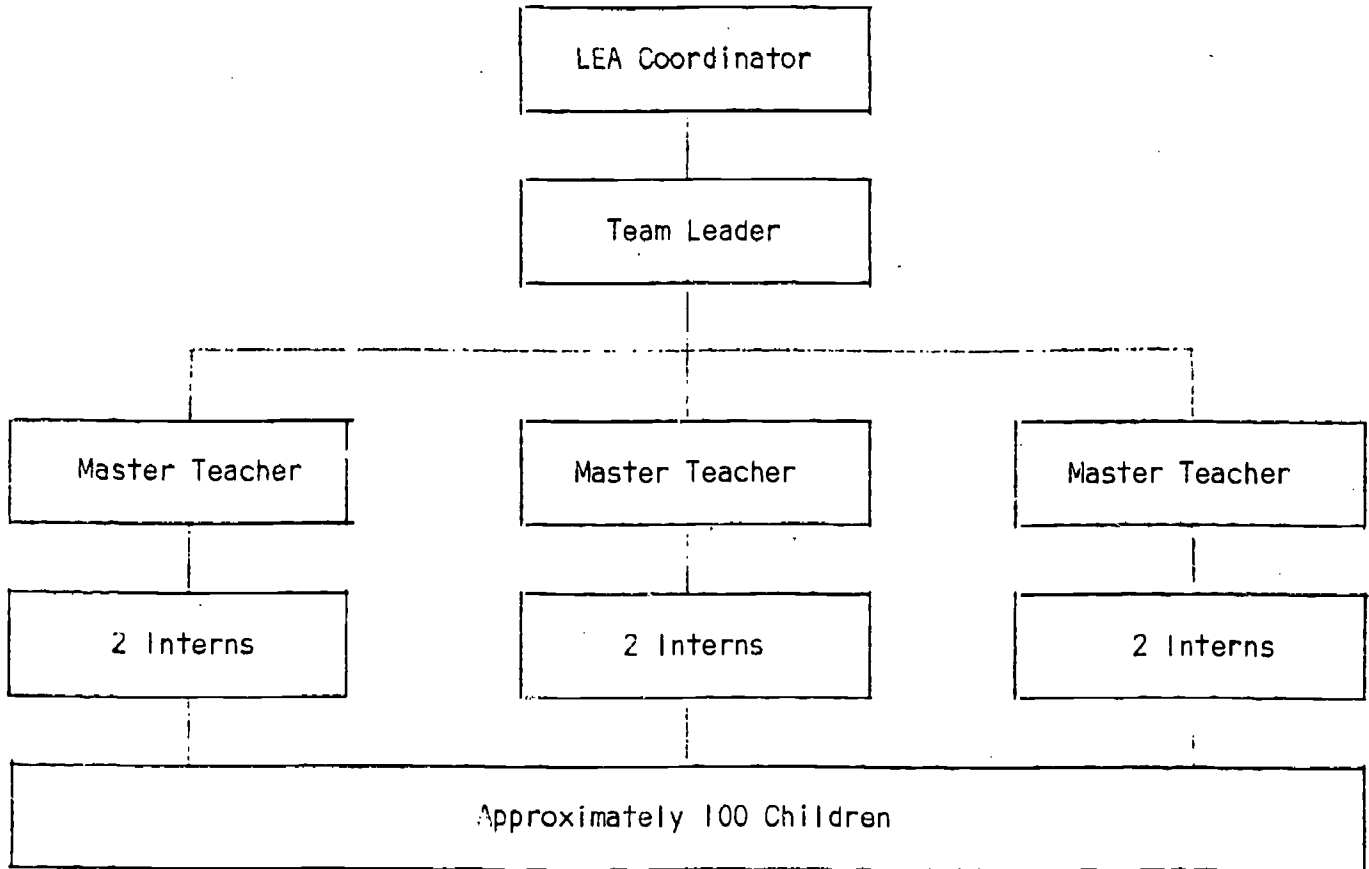 LEA Coordinator
Team Leader
Master Teacher
Master Teacher
Master Teacher
2 Interns
2 Interns
2 Interns
Approximately 100 Children